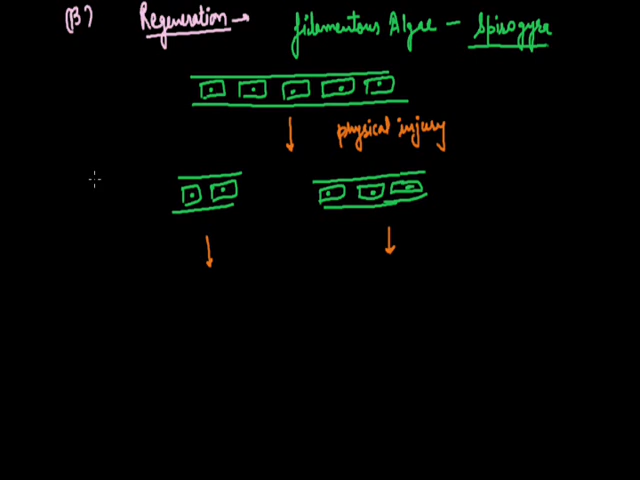 (B) Regeneration → filamentous Algae - Spirogyra
physical injury